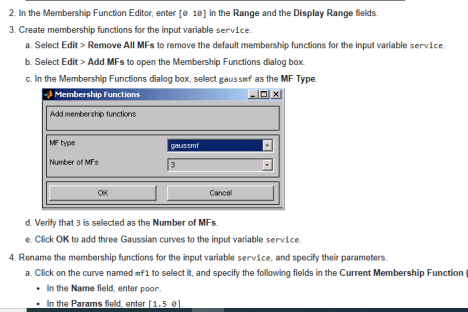 2. In the Membership Function Editor, enter [0 10] in the Range and the Display Range fields.
3. Create membership functions for the input variable service.
a. Select Edit > Remove All MFs to remove the default membership functions for the input variable service.
b. Select Edit > Add MFs to open the Membership Functions dialog box.
c. In the Membership Functions dialog box, select gaussmf as the MF Type.
Membership Functions
Add membership functions
MF type
gaussmf
Number of MFs
3
OK
Cancel
d. Verify that 3 is selected as the Number of MFs.
e. Click OK to add three Gaussian curves to the input variable service.
4. Rename the membership functions for the input variable service, and specify their parameters.
a. Click on the curve named mf1 to select it, and specify the following fields in the Current Membership Function (
• In the Name field, enter poor.
• In the Params field, enter [1.5 0].